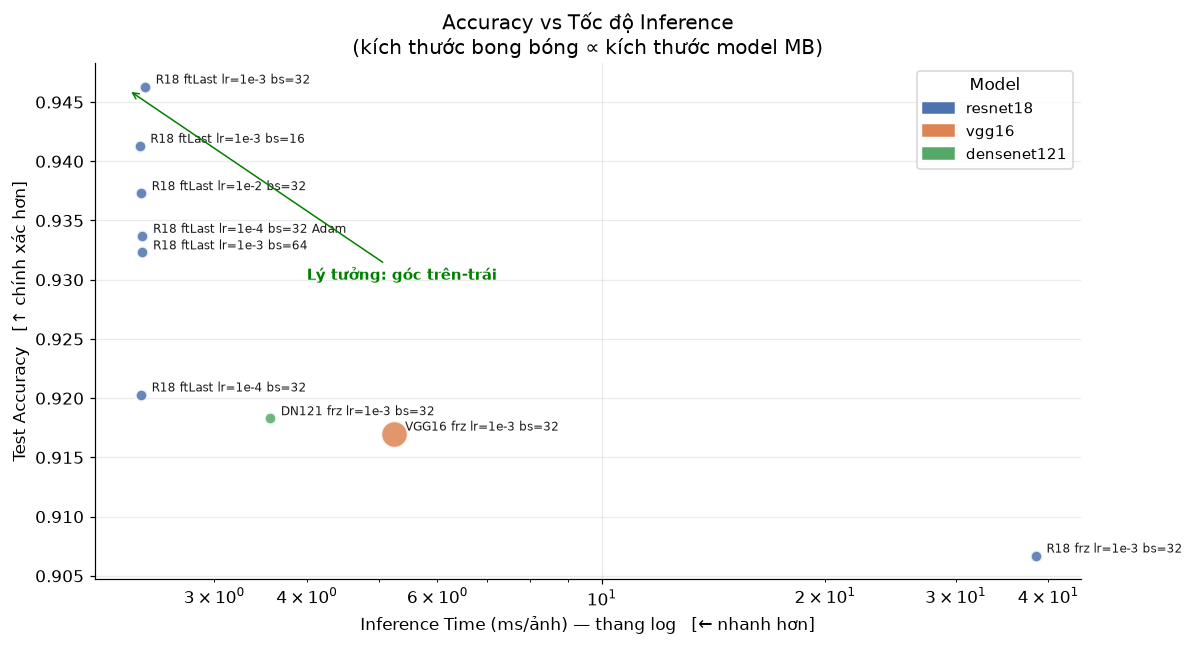 Accuracy vs Tốc độ Inference
(kích thước bong bóng ∝ kích thước model MB)
Test Accuracy [↑ chính xác hơn]
0.945
0.940
0.935
0.930
0.925
0.920
0.915
0.910
0.905
R18 ftLast lr=1e-3 bs=32
R18 ftLast lr=1e-3 bs=16
R18 ftLast lr=1e-2 bs=32
R18 ftLast lr=1e-4 bs=32 Adam
R18 ftLast lr=1e-3 bs=64
Lý tưởng: góc trên-trái
R18 ftLast lr=1e-4 bs=32
DN121 frz lr=1e-3 bs=32
VGG16 frz lr=1e-3 bs=32
R18 frz lr=1e-3 bs=32
Model
resnet18
vgg16
densenet121
3 × 10⁰ 4 × 10⁰ 6 × 10⁰ 10¹ 2 × 10¹ 3 × 10¹ 4 × 10¹
Inference Time (ms/ảnh) — thang log [← nhanh hơn]